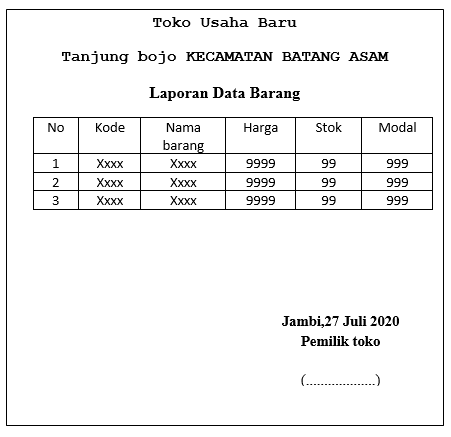 Toko Usaha Baru
Tanjung bojo KECAMATAN BATANG ASAM
Laporan Data Barang
No Kode Nama barang Harga Stok Modal
1 Xxxx Xxxx 9999 99 999
2 Xxxx Xxxx 9999 99 999
3 Xxxx Xxxx 9999 99 999
Jambi,27 Juli 2020
Pemilik toko
(...................)